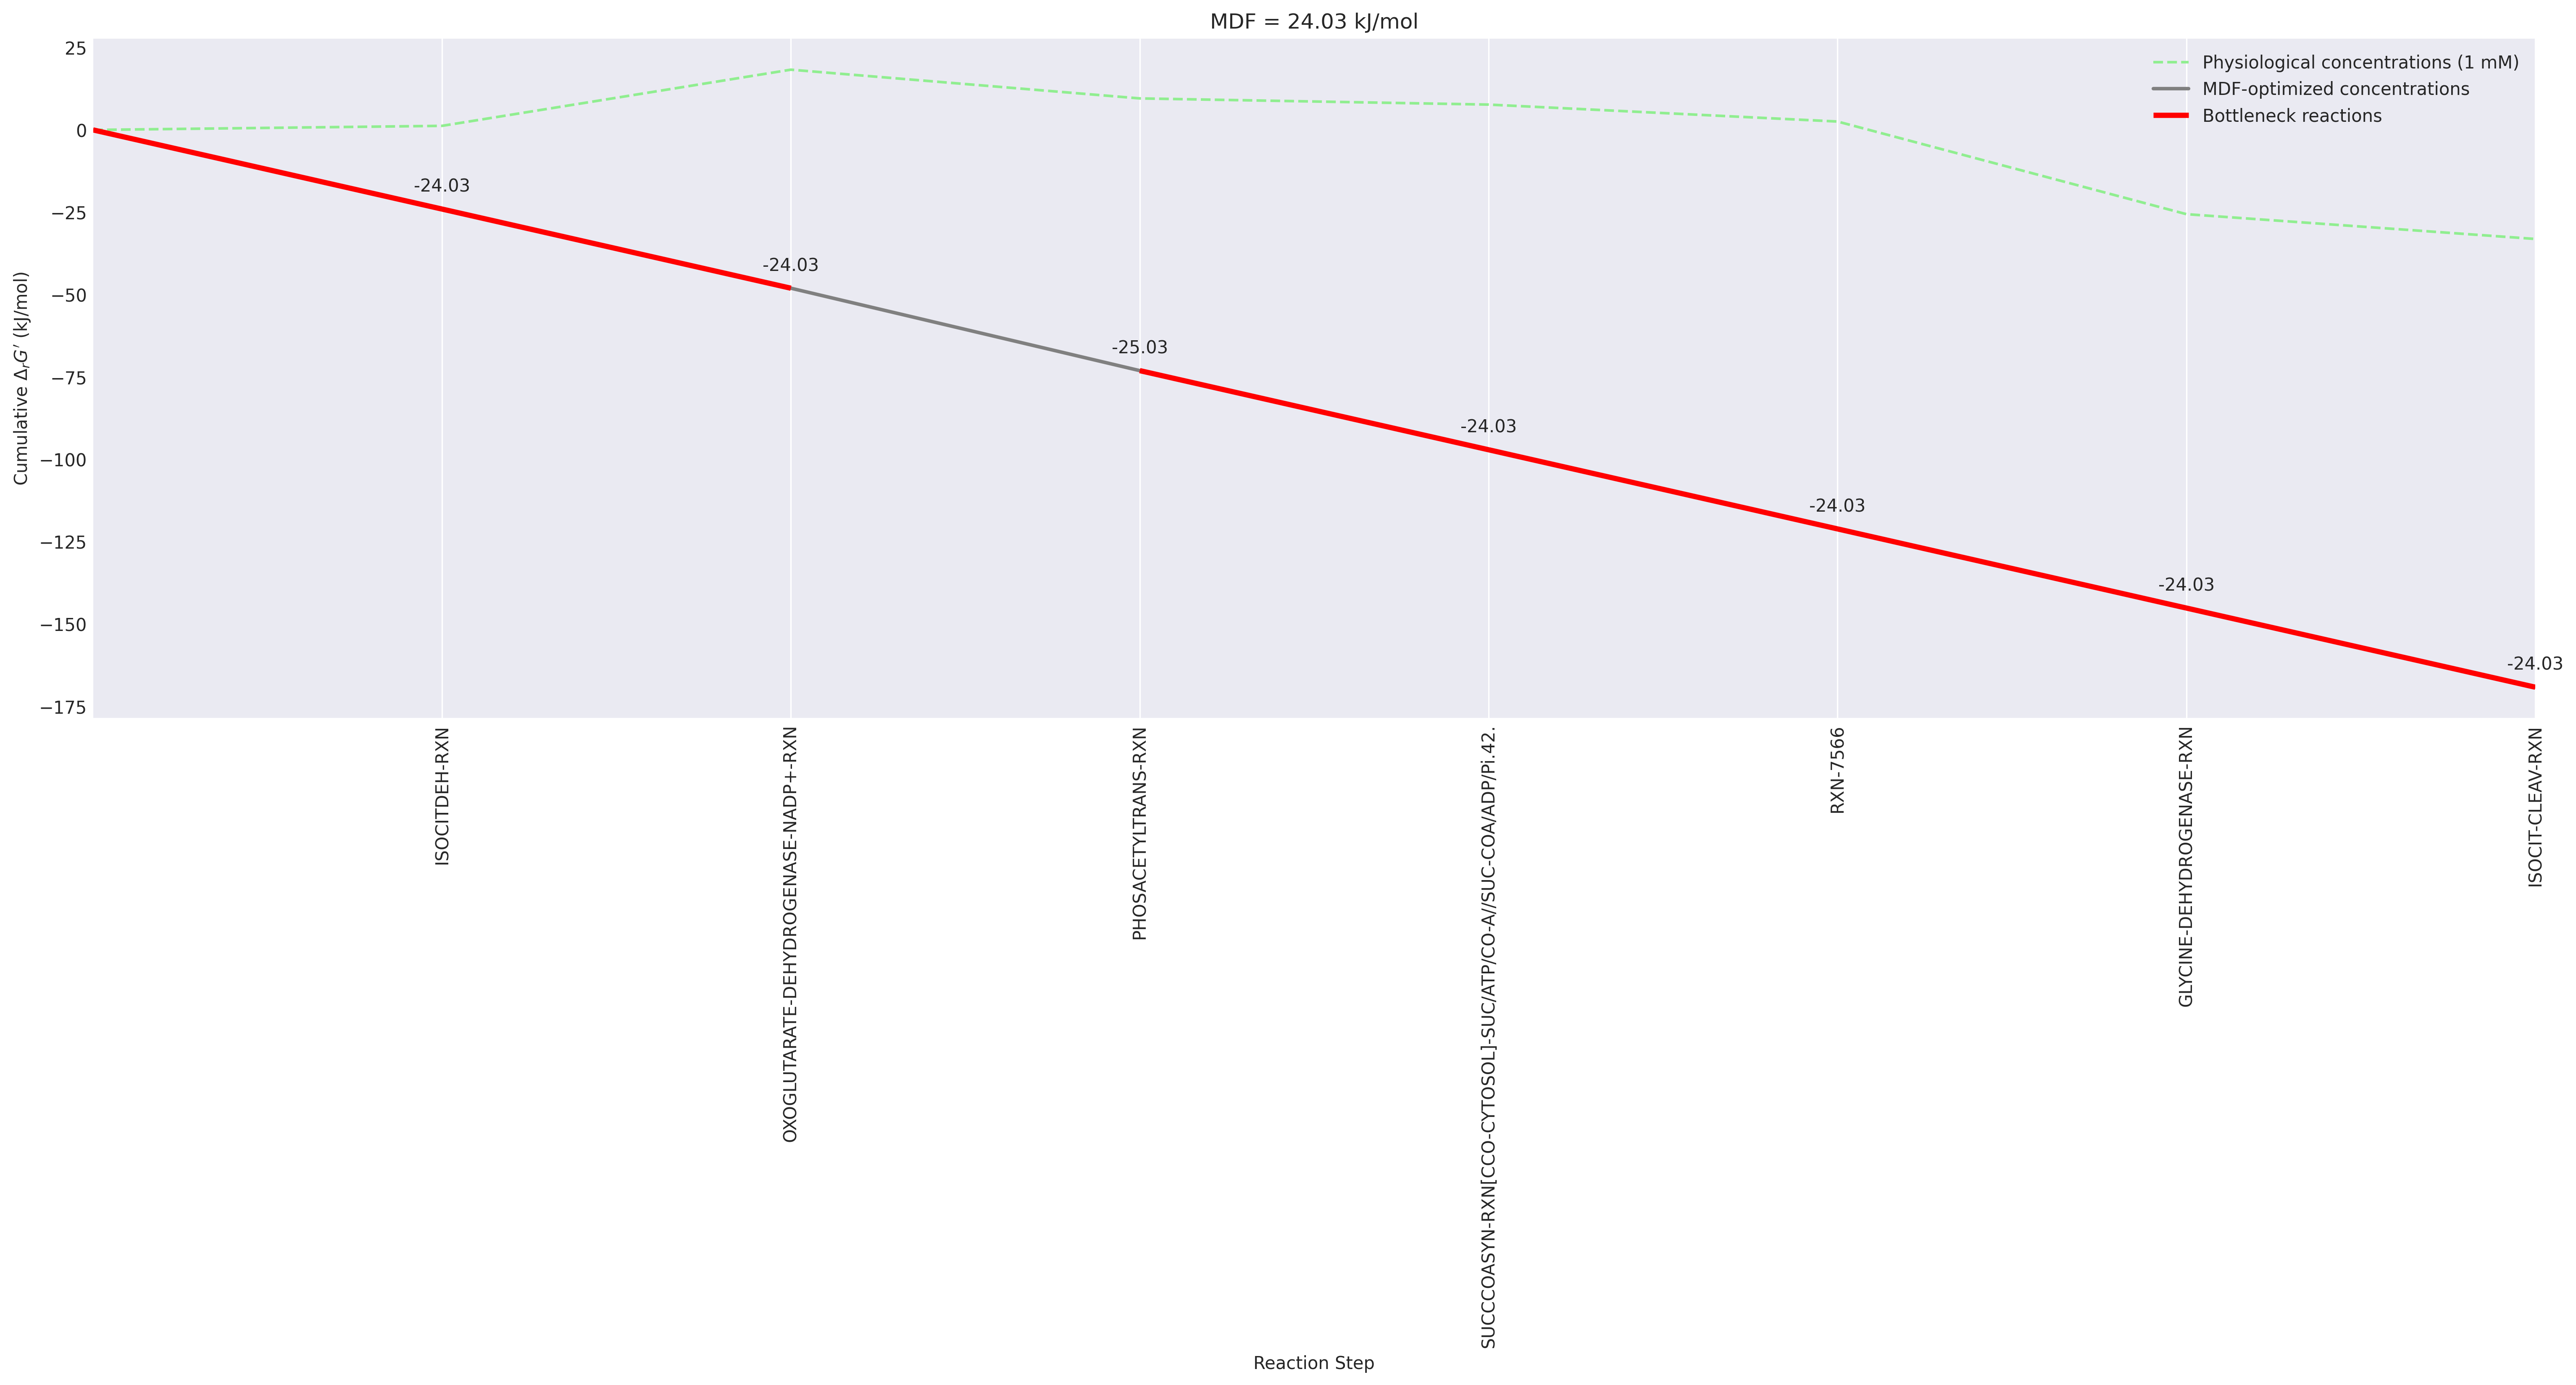 MDF = 24.03 kJ/mol
Physiological concentrations (1 mM)
MDF-optimized concentrations
Bottleneck reactions
Cumulative ΔrG′ (kJ/mol)
25
0
−25
−50
−75
−100
−125
−150
−175
-24.03
-24.03
-25.03
-24.03
-24.03
-24.03
-24.03
ISOCITDEH-RXN
OXOGLUTARATE-DEHYDROGENASE-NADP+-RXN
PHOSACETYLTRANS-RXN
SUCCCOASYN-RXN[CCO-CYTOSOL]-SUC/ATP/CO-A//SUC-COA/ADP/Pi.42.
RXN-7566
GLYCINE-DEHYDROGENASE-RXN
ISOCIT-CLEAV-RXN
Reaction Step